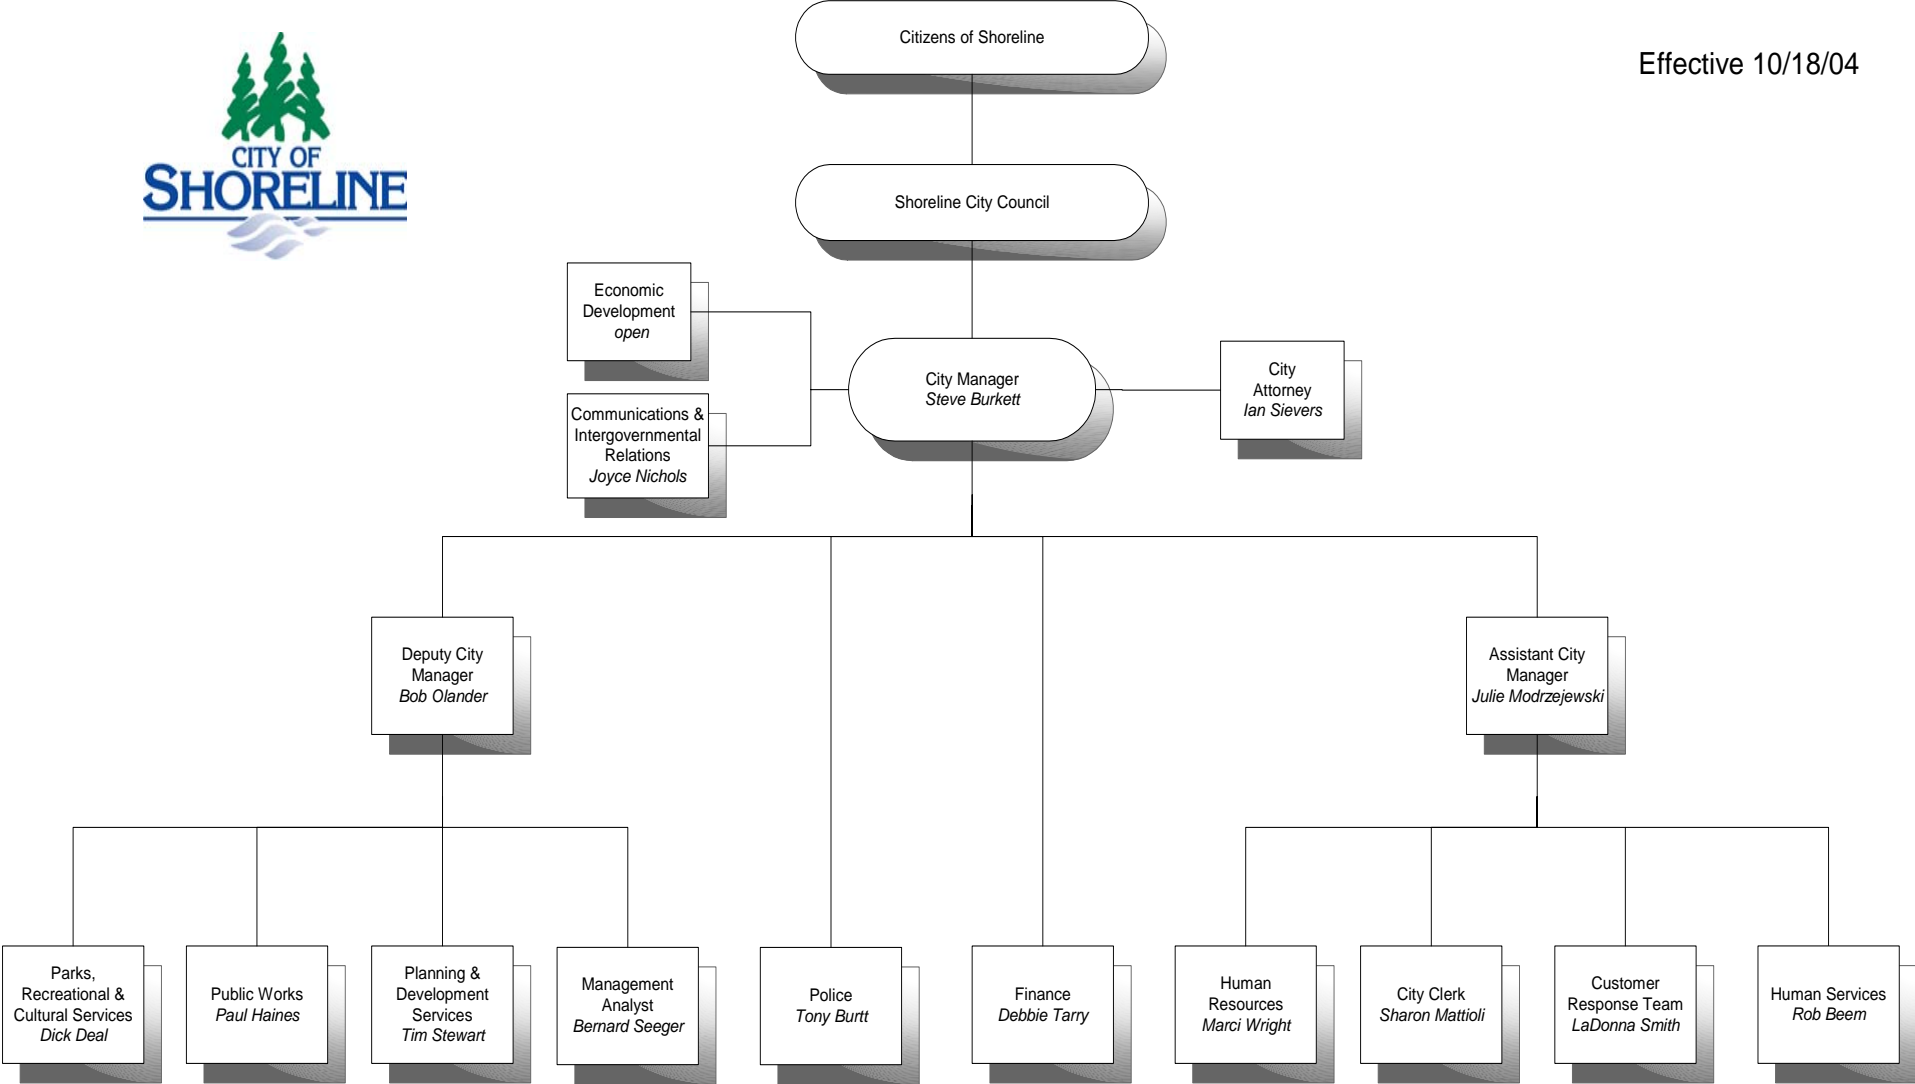 Citizens of Shoreline
Effective 10/18/04
CITY OF
SHORELINE
Shoreline City Council
Economic
Development
open
Communications &
Intergovernmental
Relations
Joyce Nichols
City Manager
Steve Burkett
City
Attorney
Ian Sievers
Deputy City
Manager
Bob Olander
Assistant City
Manager
Julie Modrzejewski
Parks,
Recreational &
Cultural Services
Dick Deal
Public Works
Paul Haines
Planning &
Development
Services
Tim Stewart
Management
Analyst
Bernard Seeger
Police
Tony Burtt
Finance
Debbie Tarry
Human
Resources
Marci Wright
City Clerk
Sharon Mattioli
Customer
Response Team
LaDonna Smith
Human Services
Rob Beem